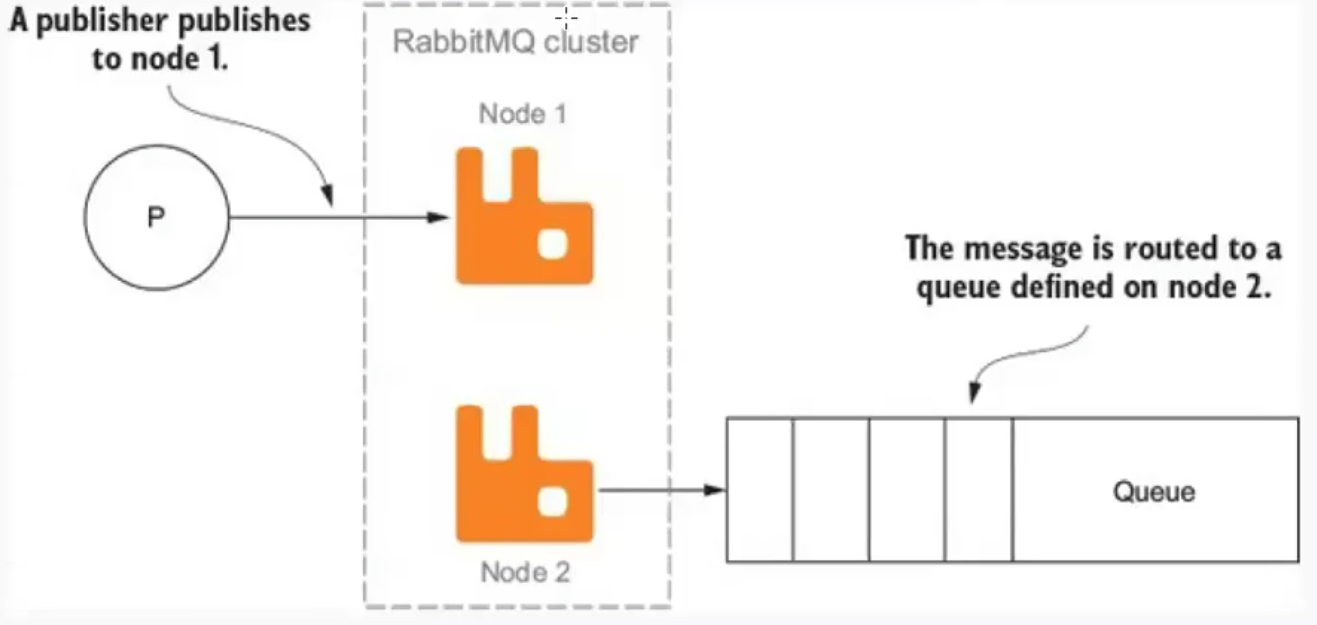 A publisher publishes
to node 1.
RabbitMQ cluster
Node 1
P
The message is routed to a
queue defined on node 2.
Queue
Node 2